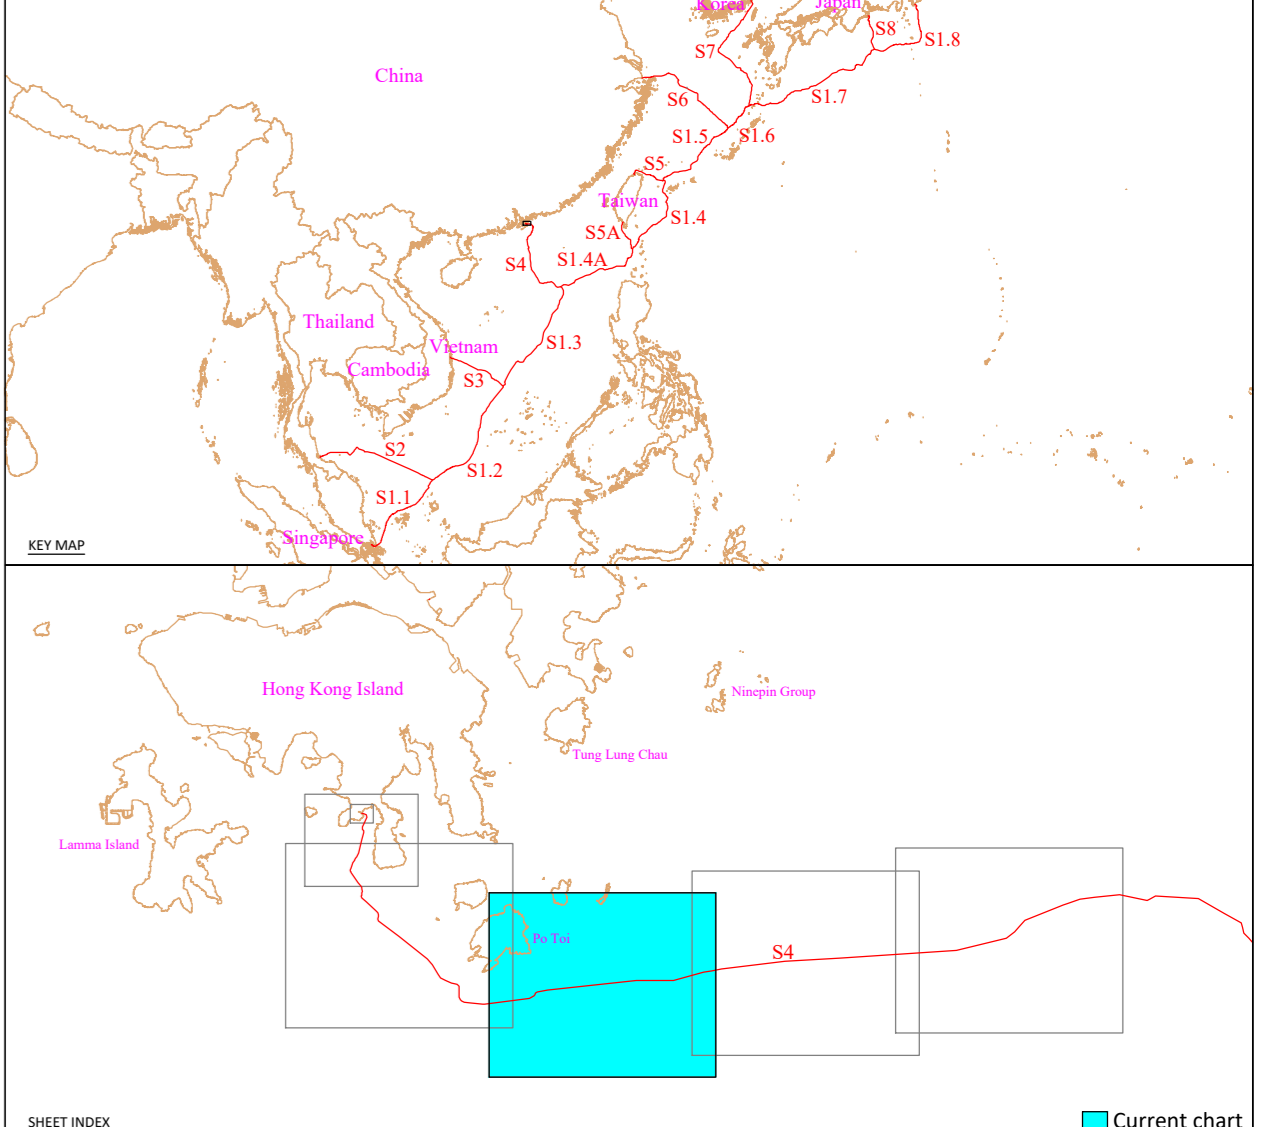 Korea
Japan
S8
S1.8
S7
China
S6
S1.7
S1.5
S1.6
S5
Taiwan
S1.4
S5A
S1.4A
S4
Thailand
S1.3
Vietnam
Cambodia
S3
S2
S1.2
S1.1
Singapore
KEY MAP
Hong Kong Island
Ninepin Group
Tung Lung Chau
Lamma Island
Po Toi
S4
SHEET INDEX
Current chart